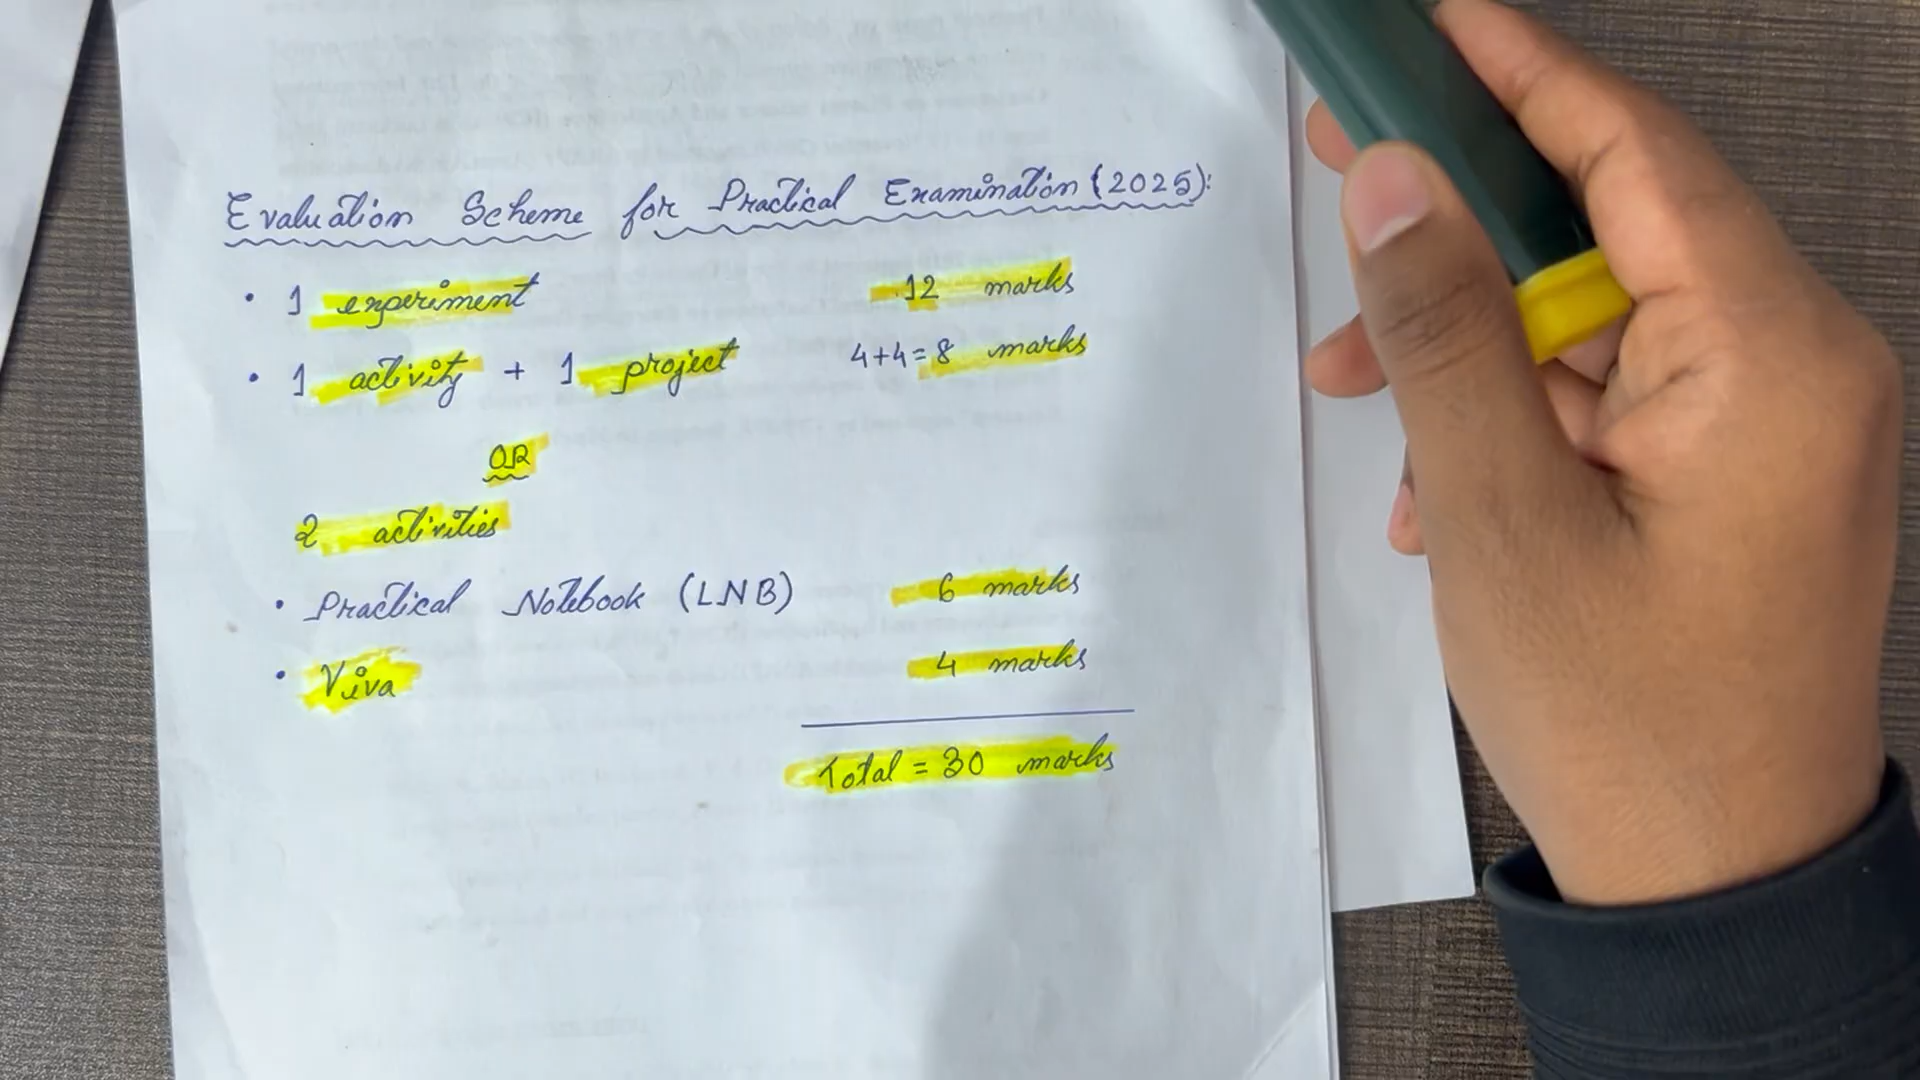 Evaluation Scheme for Practical Examination (2025):
• 1 experiment 12 marks
• 1 activity + 1 project 4+4=8 marks
OR
2 activities
• Practical Notebook (LNB) 6 marks
• Viva 4 marks
Total = 30 marks